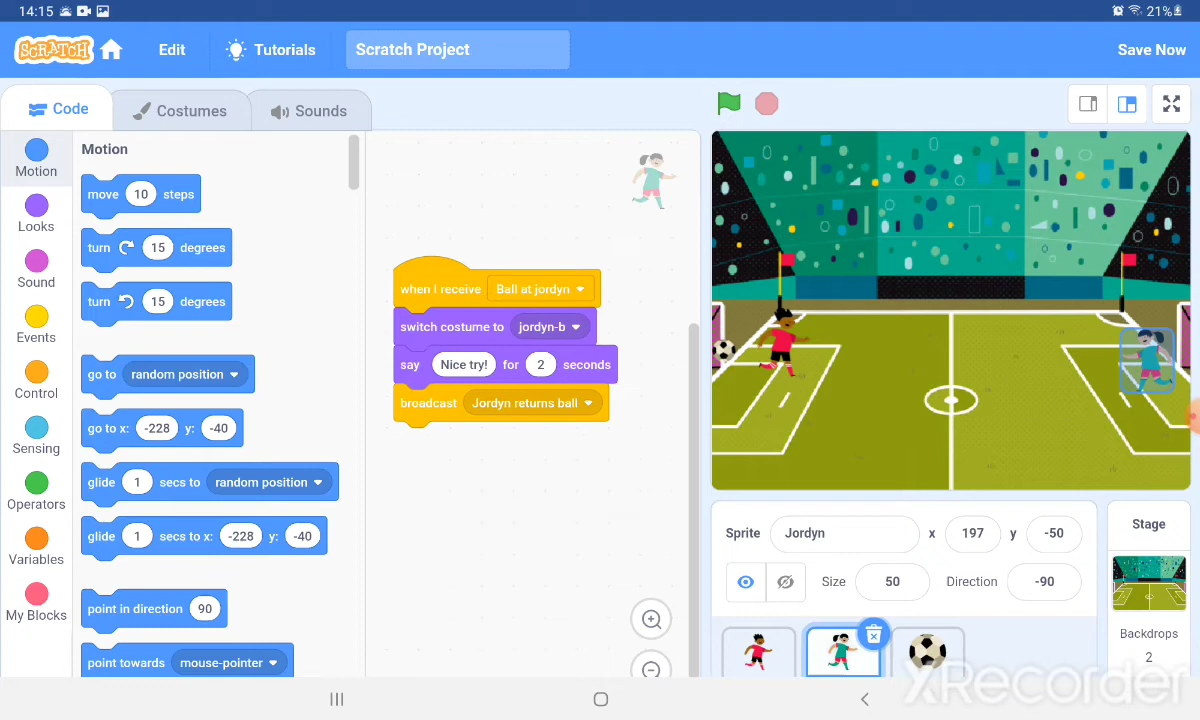 14:15
21%
SCRATCH
Edit
Tutorials
Scratch Project
Save Now
Code
Costumes
Sounds
Motion
Looks
Sound
Events
Control
Sensing
Operators
Variables
My Blocks
Motion
move 10 steps
turn 15 degrees
turn 15 degrees
go to random position
go to x: -228 y: -40
glide 1 secs to random position
glide 1 secs to x: -228 y: -40
point in direction 90
point towards mouse-pointer
when I receive Ball at jordyn
switch costume to jordyn-b
say Nice try! for 2 seconds
broadcast Jordyn returns ball
Sprite Jordyn x 197 y -50
Size 50 Direction -90
Stage
Backdrops
2
XRecorder